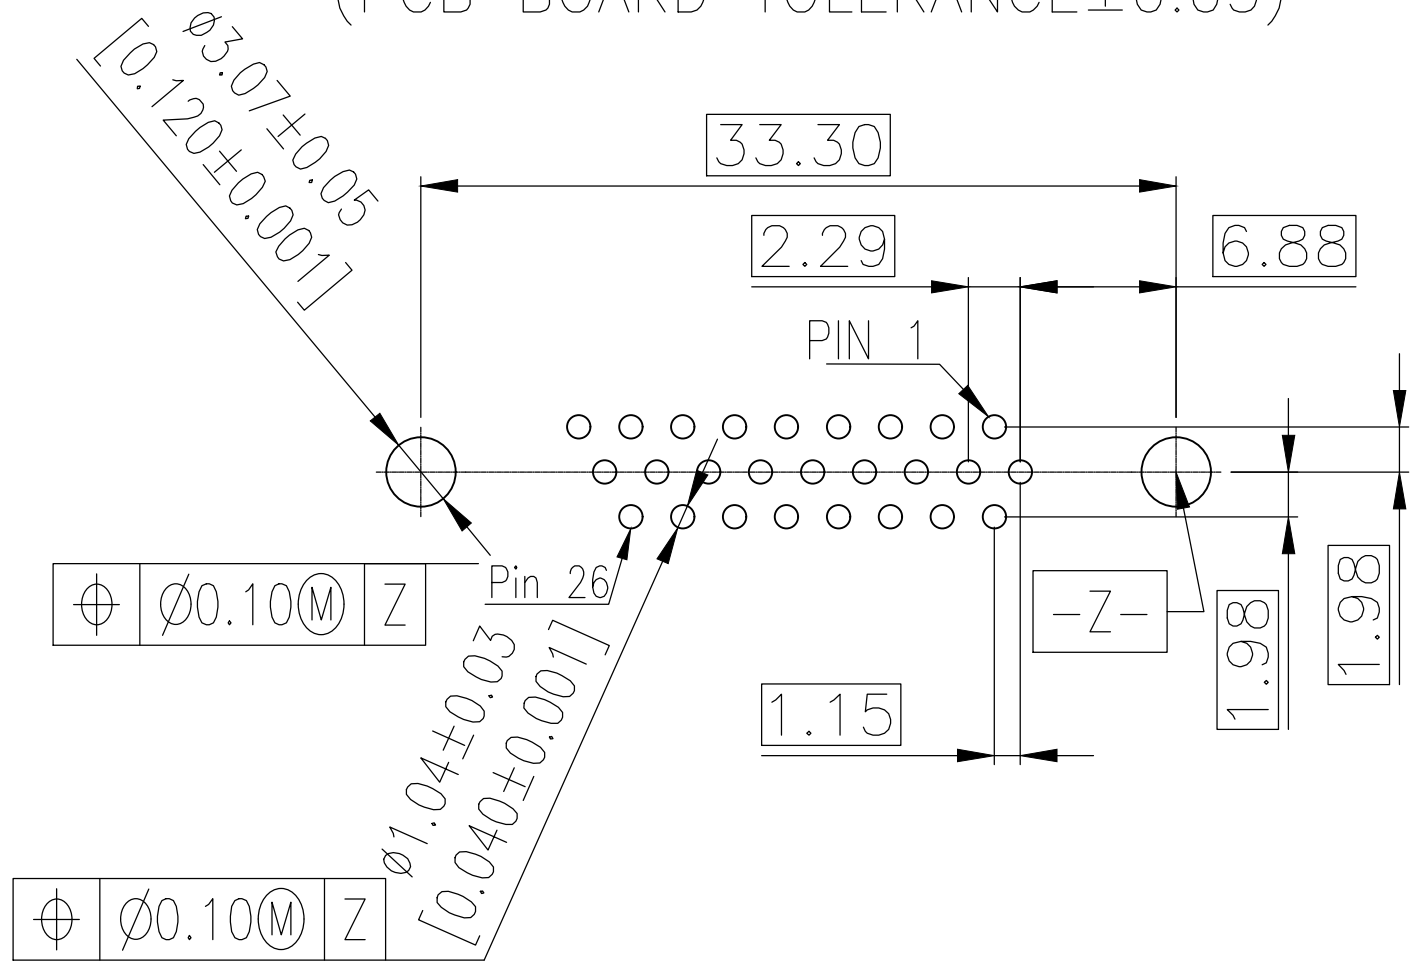 (PCB BOARD TOLERANCE±0.05)
Ø3.07±0.05
[0.120±0.001]
33.30
2.29
6.88
PIN 1
Pin 26
⌖ Ø0.10Ⓜ Z
-Z-
1.98
1.98
1.15
Ø1.04±0.03
[0.040±0.001]
⌖ Ø0.10Ⓜ Z